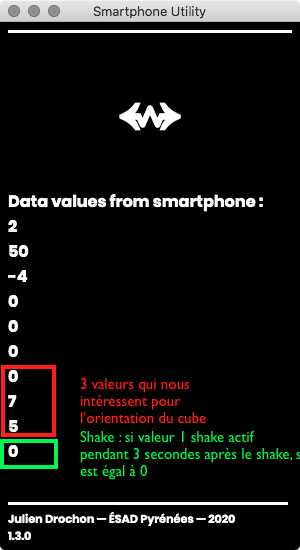 Smartphone Utility
Data values from smartphone :
2
50
-4
0
0
0
0
7
5
0
3 valeurs qui nous
intéressent pour
l'orientation du cube
Shake : si valeur 1 shake actif
pendant 3 secondes après le shake, s
est égal à 0
Julien Drochon — ÉSAD Pyrénées — 2020
1.3.0